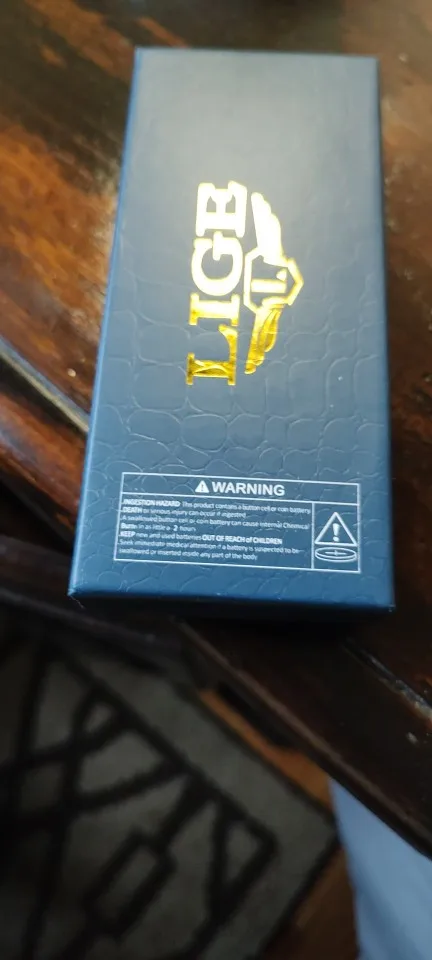 LIGE
L
WARNING
INGESTION HAZARD This product contains a button cell or coin battery
DEATH or serious injury can occur if ingested.
A swallowed button cell or coin battery can cause Internal Chemical
Burns in as little as 2 hours
KEEP new and used batteries OUT OF REACH of CHILDREN
Seek immediate medical attention if a battery is suspected to be
swallowed or inserted inside any part of the body